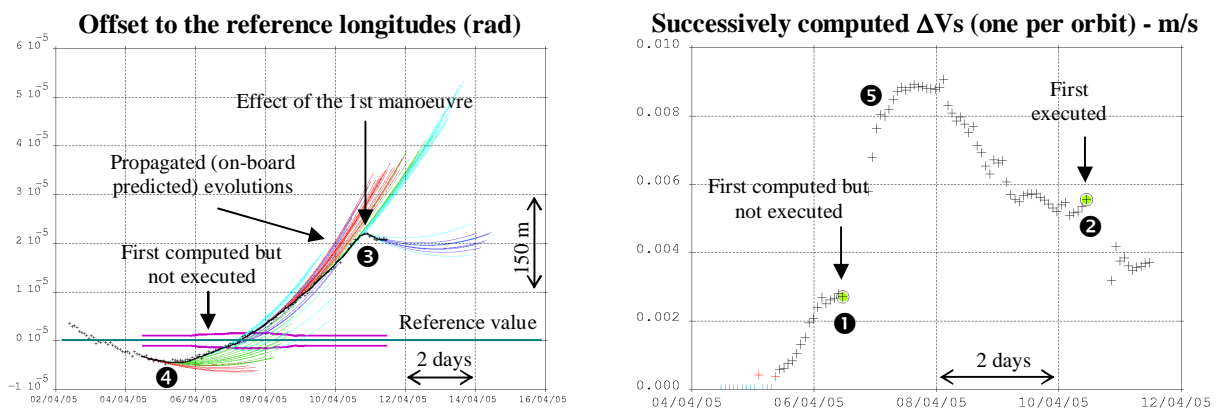 Offset to the reference longitudes (rad)
6 10⁻⁵
5 10⁻⁵
4 10⁻⁵
3 10⁻⁵
2 10⁻⁵
1 10⁻⁵
0 10⁻⁵
-1 10⁻⁵
Effect of the 1st manoeuvre
Propagated (on-board
predicted) evolutions
First computed but
not executed
150 m
❸
Reference value
2 days
❹
02/04/05 04/04/05 06/04/05 08/04/05 10/04/05 12/04/05 14/04/05 16/04/05
Successively computed ΔVs (one per orbit) - m/s
0.010
0.008
0.006
0.004
0.002
0.000
❺
First
executed
First computed but
not executed
❷
❶
2 days
04/04/05 06/04/05 08/04/05 10/04/05 12/04/05